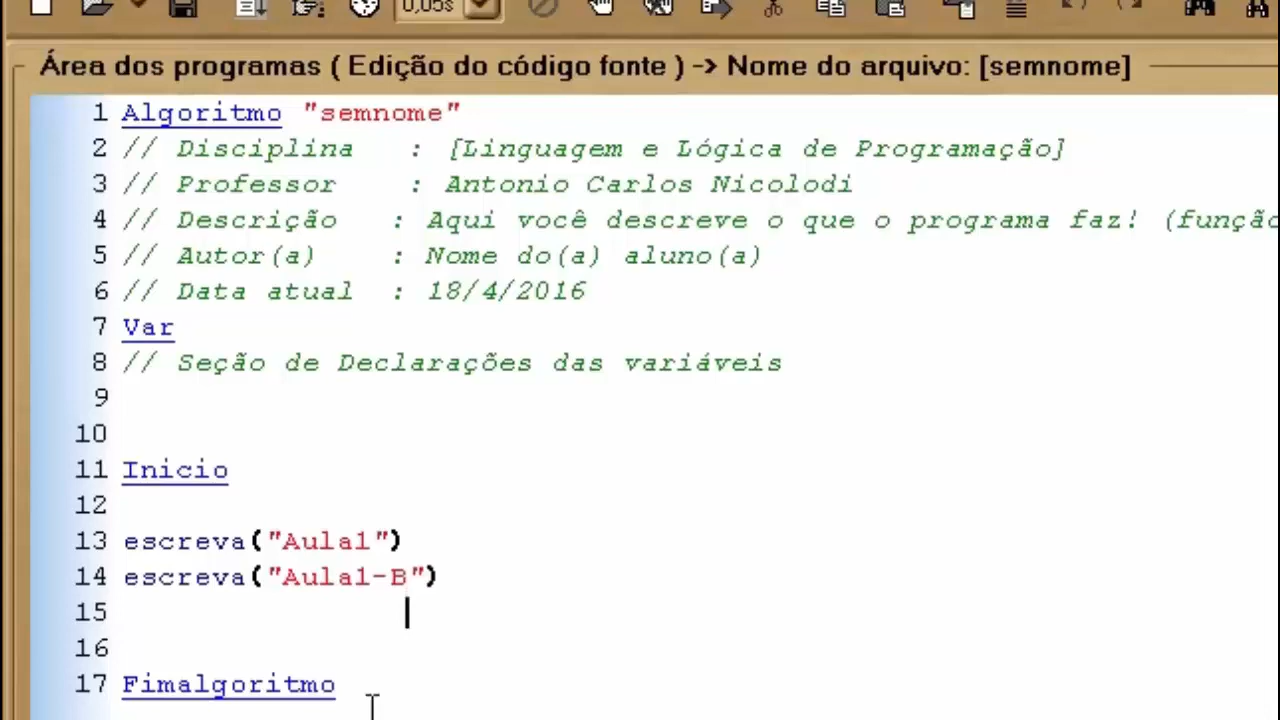 0,05s
Área dos programas ( Edição do código fonte ) -> Nome do arquivo: [semnome]
1 Algoritmo "semnome"
2 // Disciplina : [Linguagem e Lógica de Programação]
3 // Professor : Antonio Carlos Nicolodi
4 // Descrição : Aqui você descreve o que o programa faz! (função
5 // Autor(a) : Nome do(a) aluno(a)
6 // Data atual : 18/4/2016
7 Var
8 // Seção de Declarações das variáveis
9
10
11 Inicio
12
13 escreva("Aula1")
14 escreva("Aula1-B")
15
16
17 Fimalgoritmo